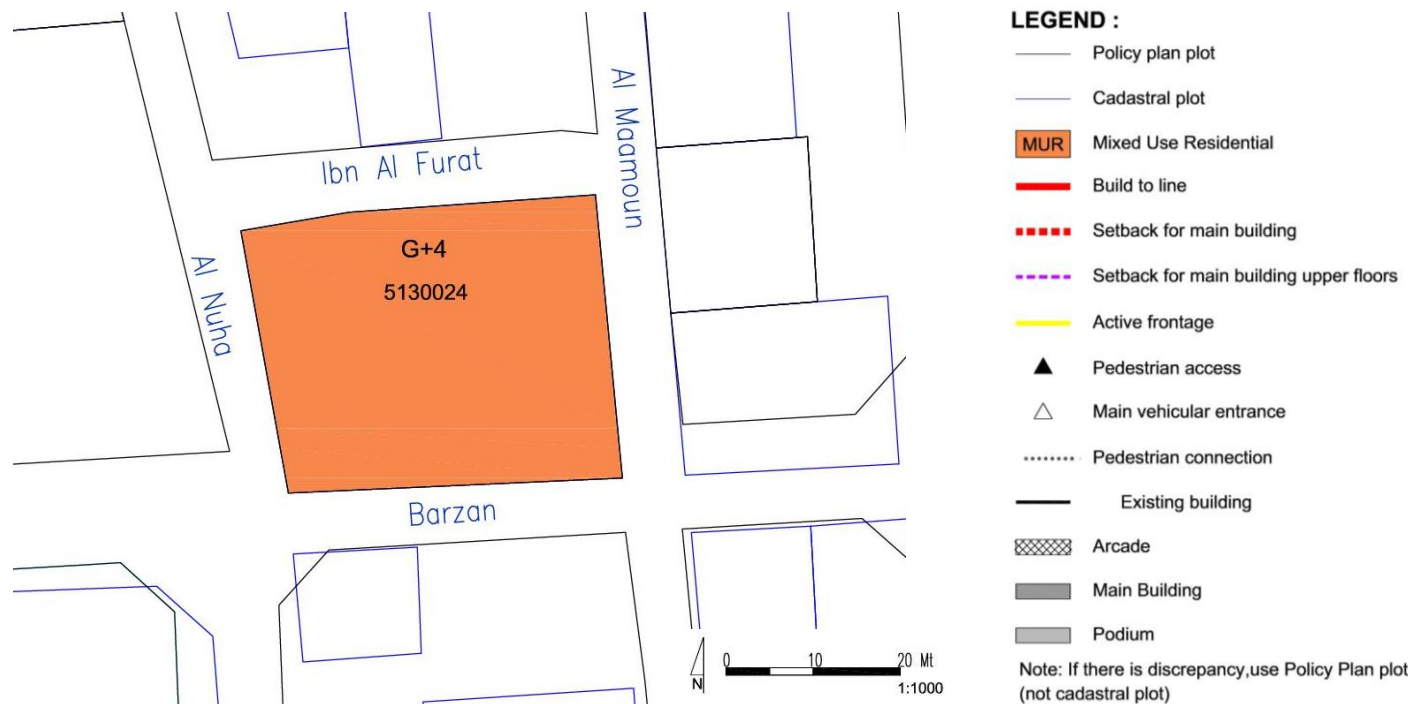 Ibn Al Furat
Al Maamoun
Al Nuha
G+4
5130024
Barzan
0 10 20 Mt
N
1:1000
LEGEND :
Policy plan plot
Cadastral plot
MUR Mixed Use Residential
Build to line
Setback for main building
Setback for main building upper floors
Active frontage
Pedestrian access
Main vehicular entrance
Pedestrian connection
Existing building
Arcade
Main Building
Podium
Note: If there is discrepancy,use Policy Plan plot
(not cadastral plot)